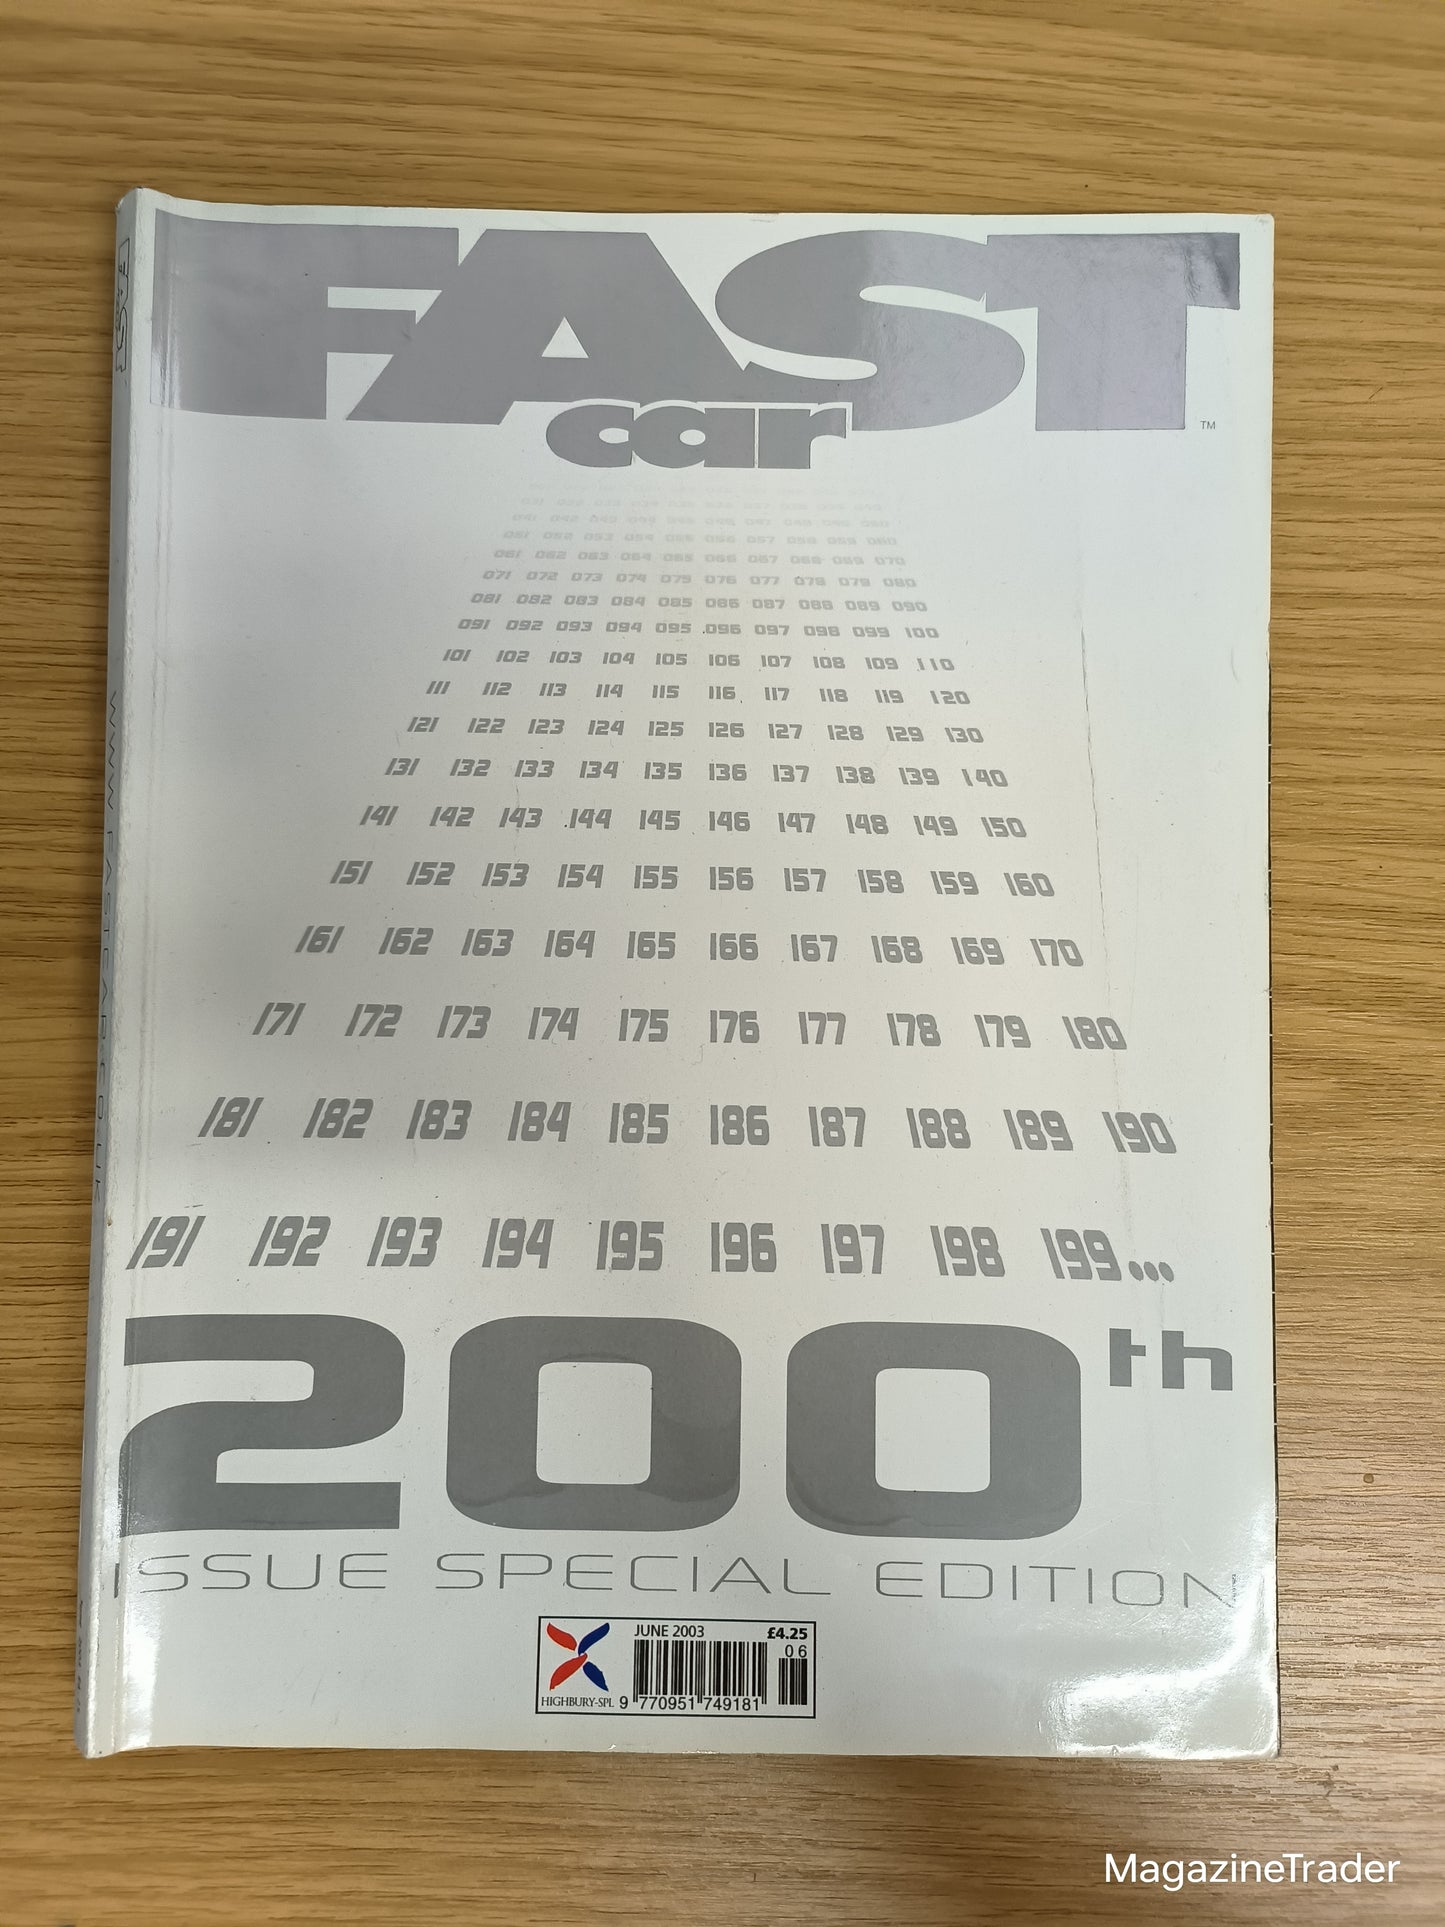 FAST
car
TM
041 042 043 044 045 046 047 048 049 050
051 052 053 054 055 056 057 058 059 060
061 062 063 064 065 066 067 068 069 070
071 072 073 074 075 076 077 078 079 080
081 082 083 084 085 086 087 088 089 090
091 092 093 094 095 096 097 098 099 100
101 102 103 104 105 106 107 108 109 110
111 112 113 114 115 116 117 118 119 120
121 122 123 124 125 126 127 128 129 130
131 132 133 134 135 136 137 138 139 140
141 142 143 144 145 146 147 148 149 150
151 152 153 154 155 156 157 158 159 160
161 162 163 164 165 166 167 168 169 170
171 172 173 174 175 176 177 178 179 180
181 182 183 184 185 186 187 188 189 190
191 192 193 194 195 196 197 198 199...
200th
ISSUE SPECIAL EDITION
JUNE 2003 £4.25
06
HIGHBURY-SPL 9 770951 749181
FAST car
WWW.FASTCAR.CO.UK
MagazineTrader